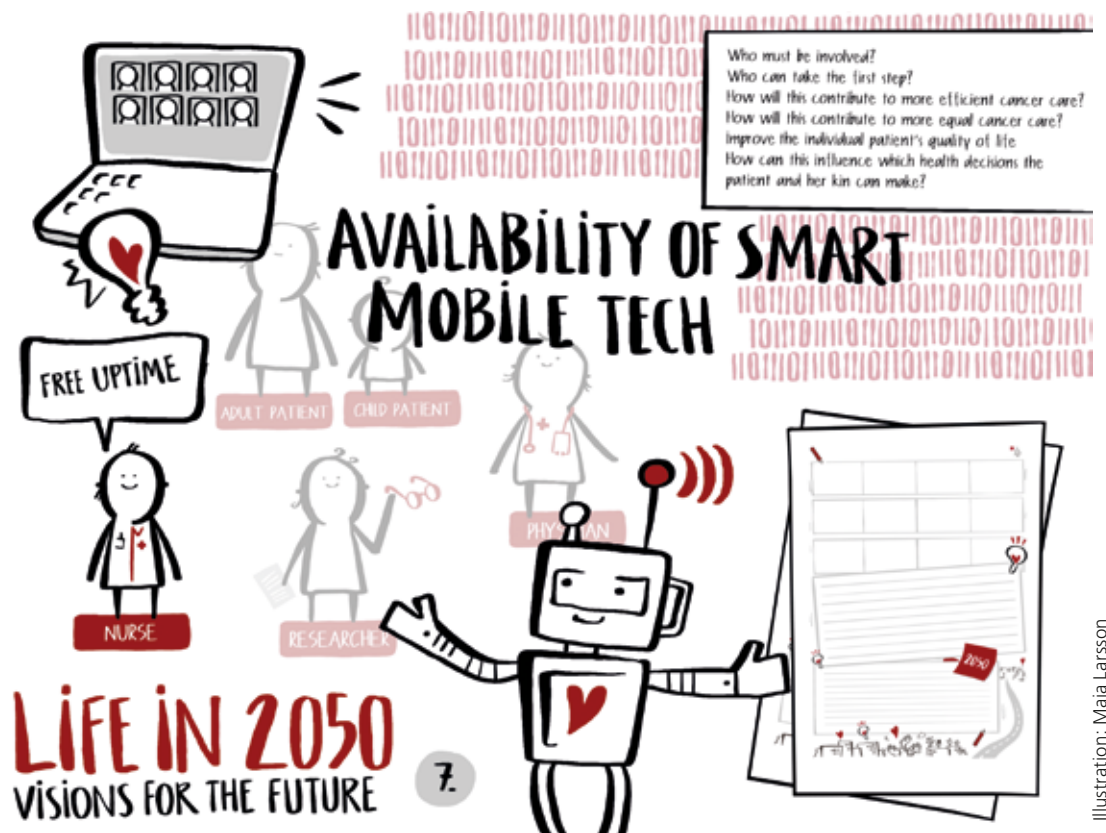 Who must be involved?
Who can take the first step?
How will this contribute to more efficient cancer care?
How will this contribute to more equal cancer care?
Improve the individual patient's quality of life
How can this influence which health decisions the
patient and her kin can make?
AVAILABILITY OF SMART
MOBILE TECH
FREE UPTIME
ADULT PATIENT
CHILD PATIENT
PHYSICIAN
NURSE
RESEARCHER
2050
LIFE IN 2050
VISIONS FOR THE FUTURE
7.
Illustration: Maja Larsson